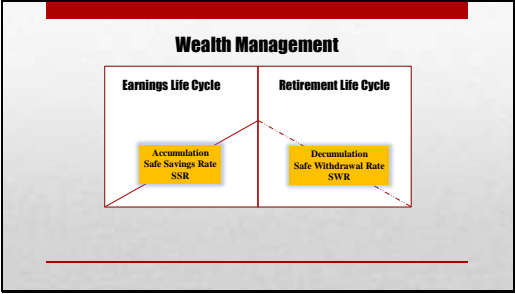 Wealth Management
Earnings Life Cycle
Retirement Life Cycle
Accumulation
Safe Savings Rate
SSR
Decumulation
Safe Withdrawal Rate
SWR